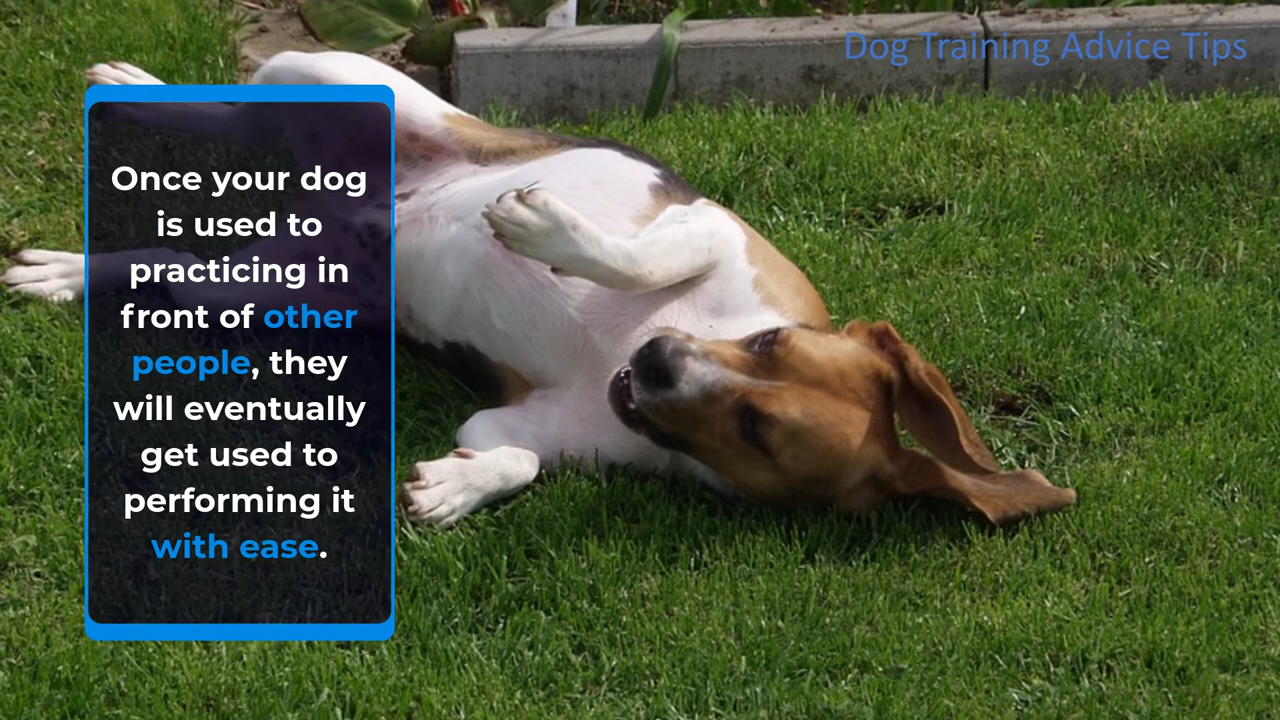 Dog Training Advice Tips
Once your dog
is used to
practicing in
front of other
people, they
will eventually
get used to
performing it
with ease.